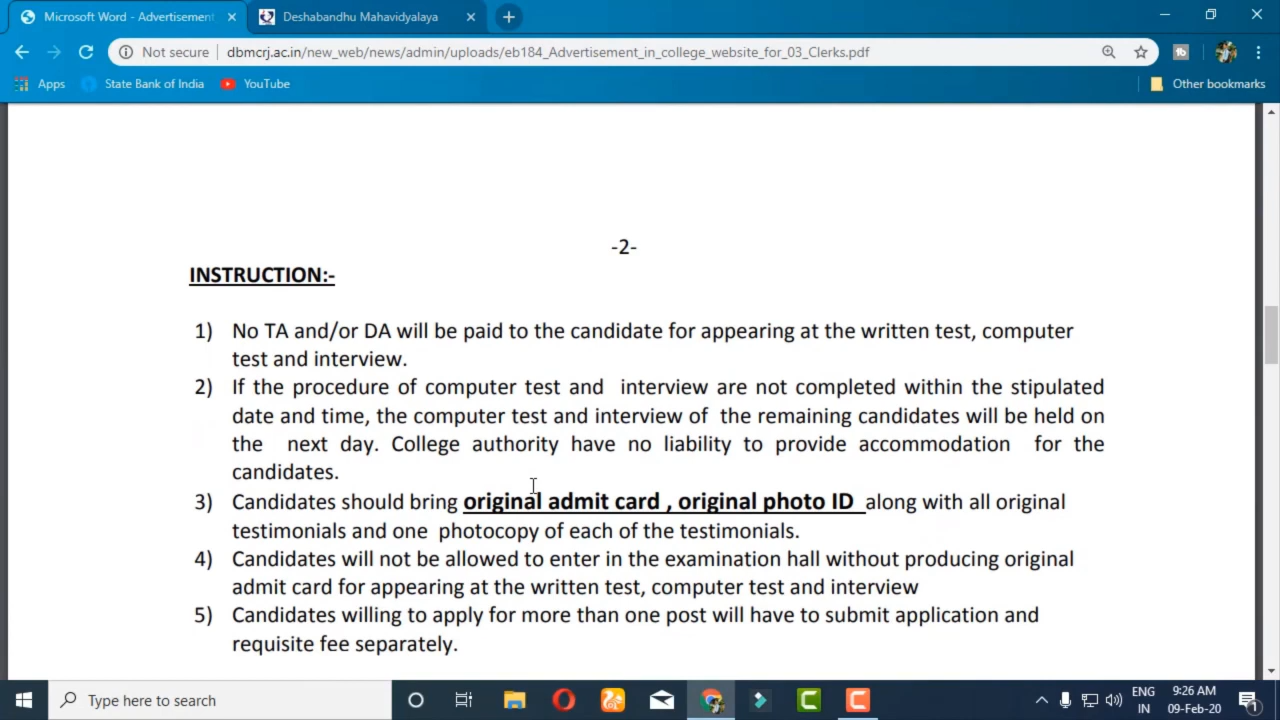 Microsoft Word - Advertisement
Deshabandhu Mahavidyalaya
Not secure
dbmcrj.ac.in/new_web/news/admin/uploads/eb184_Advertisement_in_college_website_for_03_Clerks.pdf
Apps
State Bank of India
YouTube
Other bookmarks
-2-
INSTRUCTION:-
1) No TA and/or DA will be paid to the candidate for appearing at the written test, computer
test and interview.
2) If the procedure of computer test and interview are not completed within the stipulated
date and time, the computer test and interview of the remaining candidates will be held on
the next day. College authority have no liability to provide accommodation for the
candidates.
3) Candidates should bring original admit card , original photo ID along with all original
testimonials and one photocopy of each of the testimonials.
4) Candidates will not be allowed to enter in the examination hall without producing original
admit card for appearing at the written test, computer test and interview
5) Candidates willing to apply for more than one post will have to submit application and
requisite fee separately.
Type here to search
ENG
IN
9:26 AM
09-Feb-20
1